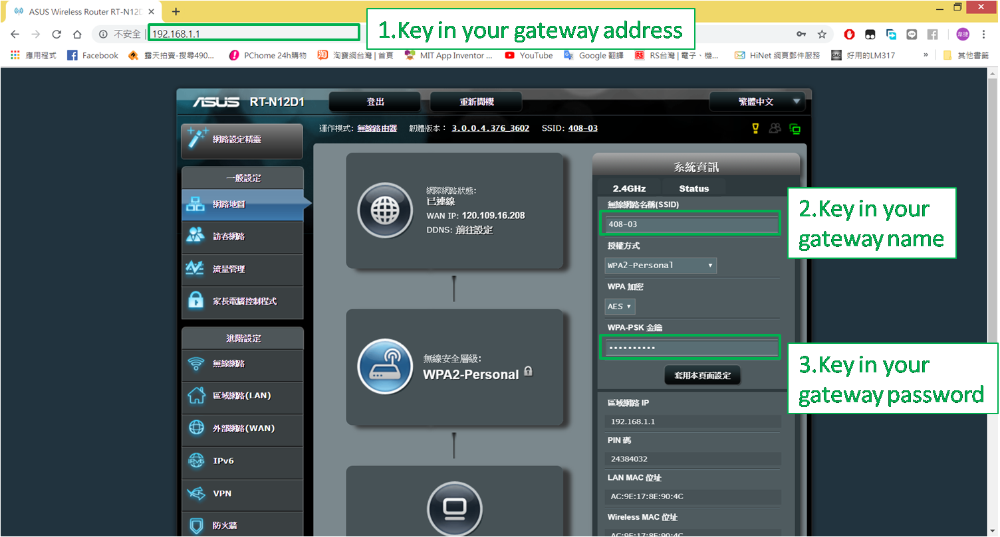 ASUS Wireless Router RT-N12D
不安全 | 192.168.1.1
1.Key in your gateway address
應用程式 Facebook 露天拍賣-搜尋490... PChome 24h購物 淘寶網台灣 | 首頁 MIT App Inventor ... YouTube Google 翻譯 RS台灣 | 電子、機... HiNet 網頁郵件服務 好用的LM317 » 其他書籤
韋捷
ASUS RT-N12D1 登出 重新開機 繁體中文
運作模式: 無線路由器 韌體版本: 3.0.0.4.376_3602 SSID: 408-03
網路設定精靈
一般設定
網路地圖
訪客網路
流量管理
家長電腦控制程式
進階設定
無線網路
區域網路(LAN)
外部網路(WAN)
IPv6
VPN
防火牆
網際網路狀態:
已連線
WAN IP: 120.109.16.208
DDNS: 前往設定
無線安全層級:
WPA2-Personal
系統資訊
2.4GHz Status
無線網路名稱(SSID)
408-03
2.Key in your
gateway name
授權方式
WPA2-Personal
WPA 加密
AES
WPA-PSK 金鑰
••••••••••
3.Key in your
gateway password
套用本頁面設定
區域網路 IP
192.168.1.1
PIN 碼
24384032
LAN MAC 位址
AC:9E:17:8E:90:4C
Wireless MAC 位址
AC:9E:17:8E:90:4C